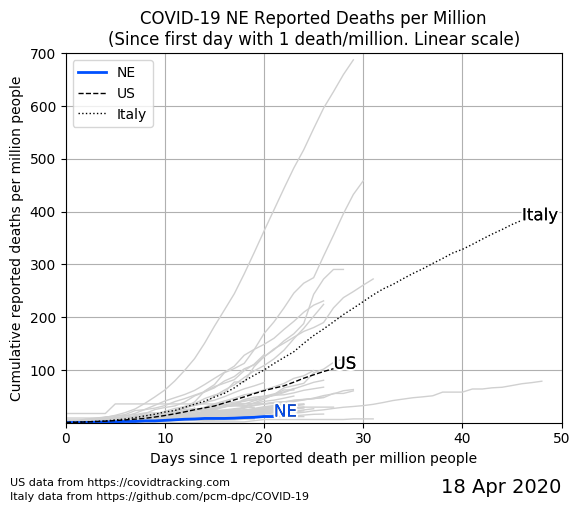 COVID-19 NE Reported Deaths per Million
(Since first day with 1 death/million. Linear scale)
700
600
500
400
300
200
100
Cumulative reported deaths per million people
NE
US
Italy
Italy
US
NE
0
10
20
30
40
50
Days since 1 reported death per million people
US data from https://covidtracking.com
Italy data from https://github.com/pcm-dpc/COVID-19
18 Apr 2020